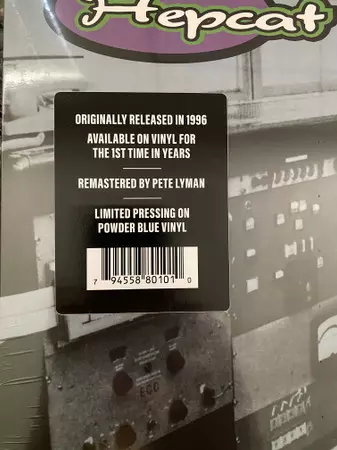 Hepcat
ORIGINALLY RELEASED IN 1996
AVAILABLE ON VINYL FOR
THE 1ST TIME IN YEARS
REMASTERED BY PETE LYMAN
LIMITED PRESSING ON
POWDER BLUE VINYL
7 94558 80101 0